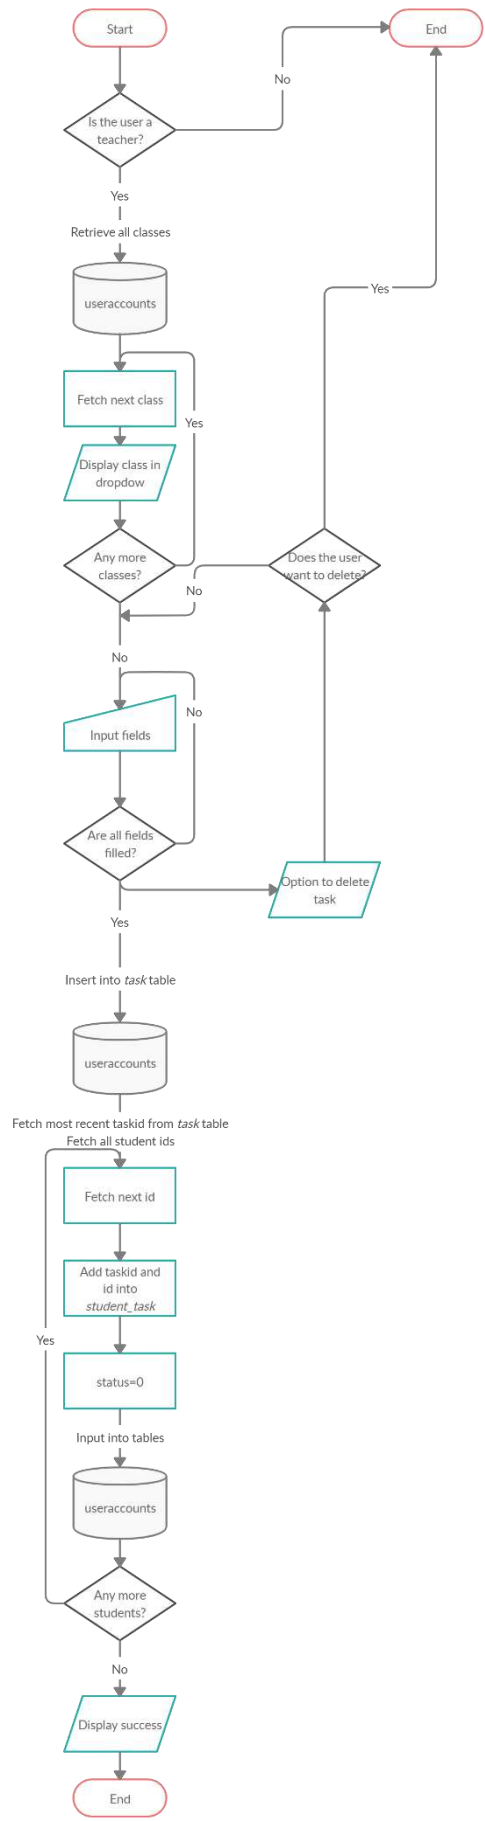 Start
End
No
Is the user a
teacher?
Yes
Retrieve all classes
Yes
useraccounts
Fetch next class
Yes
Display class in
dropdow
Any more
classes?
Does the user
want to delete?
No
No
No
Input fields
Are all fields
filled?
Option to delete
task
Yes
Insert into task table
useraccounts
Fetch most recent taskid from task table
Fetch all student ids
Fetch next id
Add taskid and
id into
student_task
Yes
status=0
Input into tables
useraccounts
Any more
students?
No
Display success
End